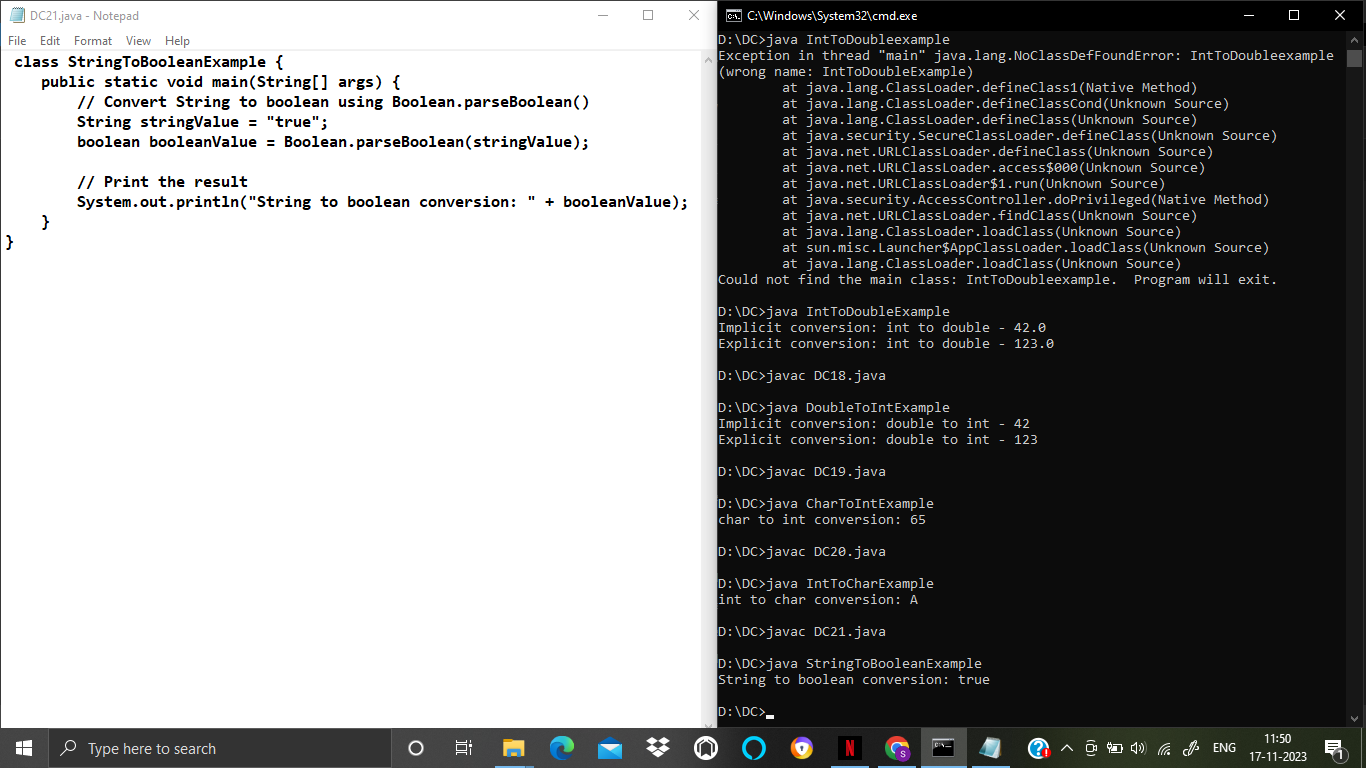 DC21.java - Notepad
File Edit Format View Help
class StringToBooleanExample {
    public static void main(String[] args) {
        // Convert String to boolean using Boolean.parseBoolean()
        String stringValue = "true";
        boolean booleanValue = Boolean.parseBoolean(stringValue);
        // Print the result
        System.out.println("String to boolean conversion: " + booleanValue);
    }
}
C:\Windows\System32\cmd.exe
D:\DC>java IntToDoubleexample
Exception in thread "main" java.lang.NoClassDefFoundError: IntToDoubleexample
(wrong name: IntToDoubleExample)
        at java.lang.ClassLoader.defineClass1(Native Method)
        at java.lang.ClassLoader.defineClassCond(Unknown Source)
        at java.lang.ClassLoader.defineClass(Unknown Source)
        at java.security.SecureClassLoader.defineClass(Unknown Source)
        at java.net.URLClassLoader.defineClass(Unknown Source)
        at java.net.URLClassLoader.access$000(Unknown Source)
        at java.net.URLClassLoader$1.run(Unknown Source)
        at java.security.AccessController.doPrivileged(Native Method)
        at java.net.URLClassLoader.findClass(Unknown Source)
        at java.lang.ClassLoader.loadClass(Unknown Source)
        at sun.misc.Launcher$AppClassLoader.loadClass(Unknown Source)
        at java.lang.ClassLoader.loadClass(Unknown Source)
Could not find the main class: IntToDoubleexample.  Program will exit.
D:\DC>java IntToDoubleExample
Implicit conversion: int to double - 42.0
Explicit conversion: int to double - 123.0
D:\DC>javac DC18.java
D:\DC>java DoubleToIntExample
Implicit conversion: double to int - 42
Explicit conversion: double to int - 123
D:\DC>javac DC19.java
D:\DC>java CharToIntExample
char to int conversion: 65
D:\DC>javac DC20.java
D:\DC>java IntToCharExample
int to char conversion: A
D:\DC>javac DC21.java
D:\DC>java StringToBooleanExample
String to boolean conversion: true
D:\DC>
Type here to search
ENG
11:50
17-11-2023
1